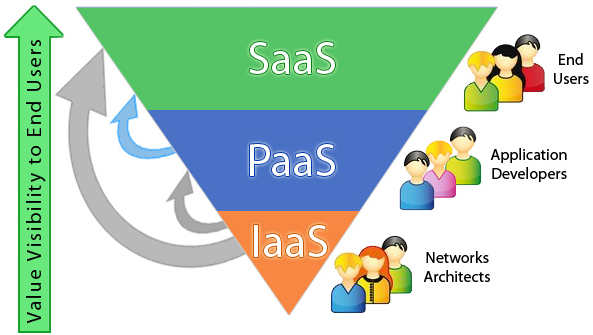 Value Visibility to End Users
SaaS
End
Users
PaaS
Application
Developers
IaaS
Networks
Architects